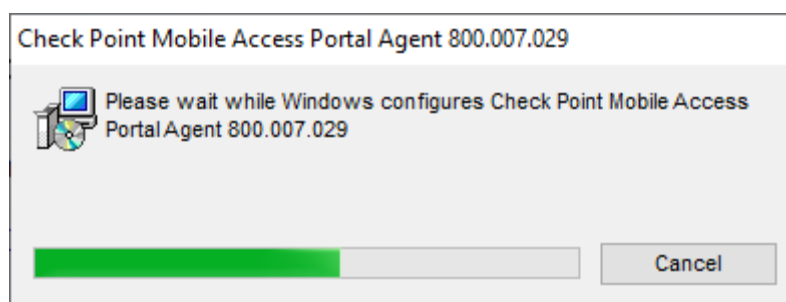 Check Point Mobile Access Portal Agent 800.007.029
Please wait while Windows configures Check Point Mobile Access
Portal Agent 800.007.029
Cancel